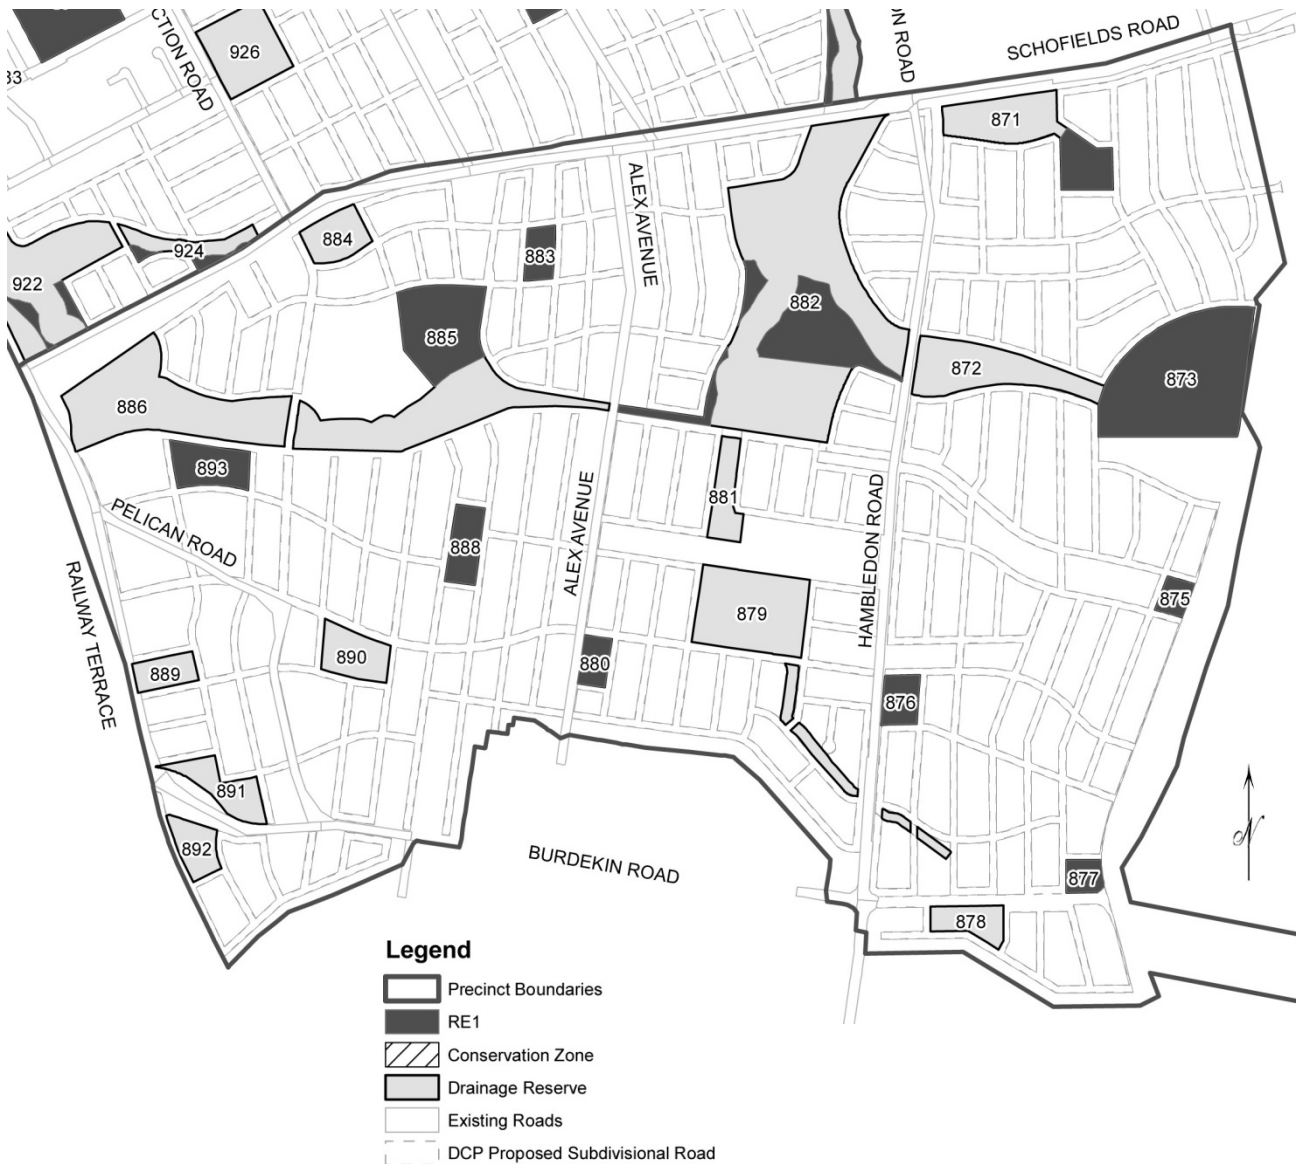 926
33
CTION ROAD
ON ROAD
SCHOFIELDS ROAD
871
ALEX AVENUE
884
924
883
922
882
885
872
873
886
893
881
888
PELICAN ROAD
ALEX AVENUE
HAMBLEDON ROAD
RAILWAY TERRACE
875
879
890
880
889
876
891
892
BURDEKIN ROAD
877
878
N
Legend
Precinct Boundaries
RE1
Conservation Zone
Drainage Reserve
Existing Roads
DCP Proposed Subdivisional Road